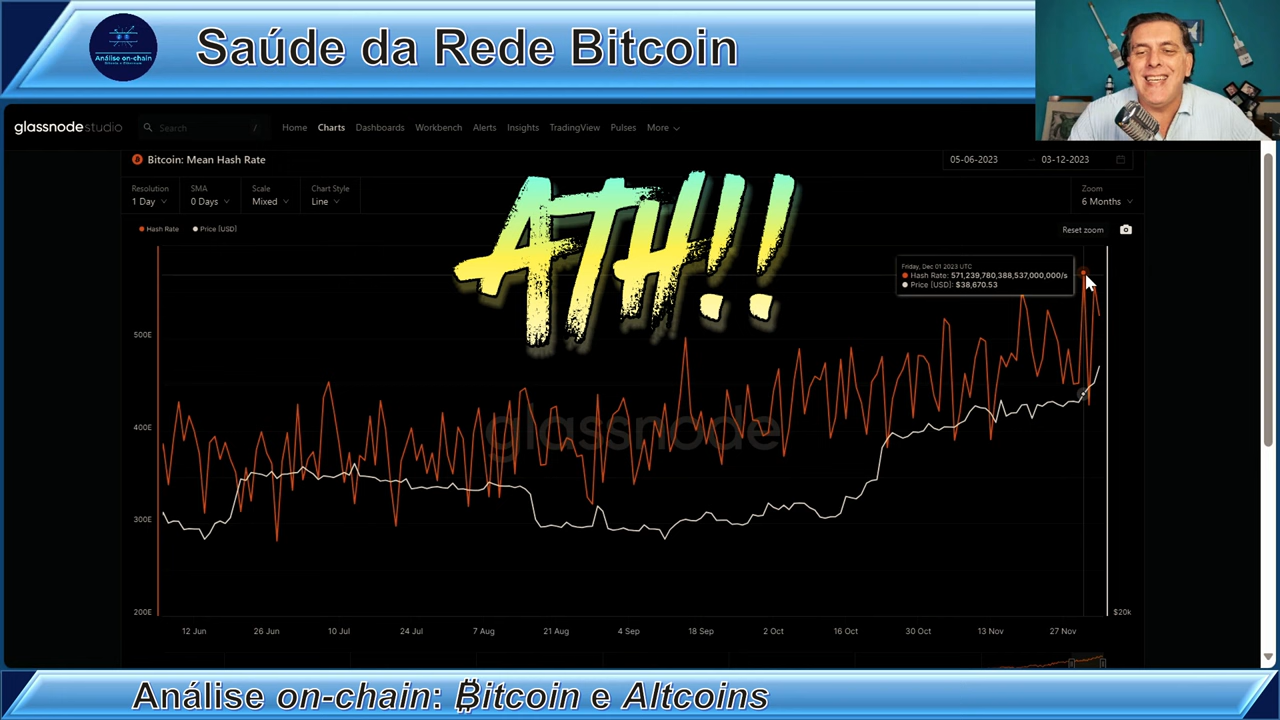 Saúde da Rede Bitcoin
Análise on-chain
glassnodestudio
Search
/
Home
Charts
Dashboards
Workbench
Alerts
Insights
TradingView
Pulses
More
Bitcoin: Mean Hash Rate
05-06-2023 → 03-12-2023
Resolution
1 Day
SMA
0 Days
Scale
Mixed
Chart Style
Line
Zoom
6 Months
Hash Rate
Price [USD]
Reset zoom
ATH!!
Friday, Dec 01 2023 UTC
Hash Rate: 571,239,780,388,537,000,000/s
Price [USD]: $38,670.53
500E
400E
300E
200E
glassnode
$20k
12 Jun
26 Jun
10 Jul
24 Jul
7 Aug
21 Aug
4 Sep
18 Sep
2 Oct
16 Oct
30 Oct
13 Nov
27 Nov
Análise on-chain: ₿itcoin e Altcoins